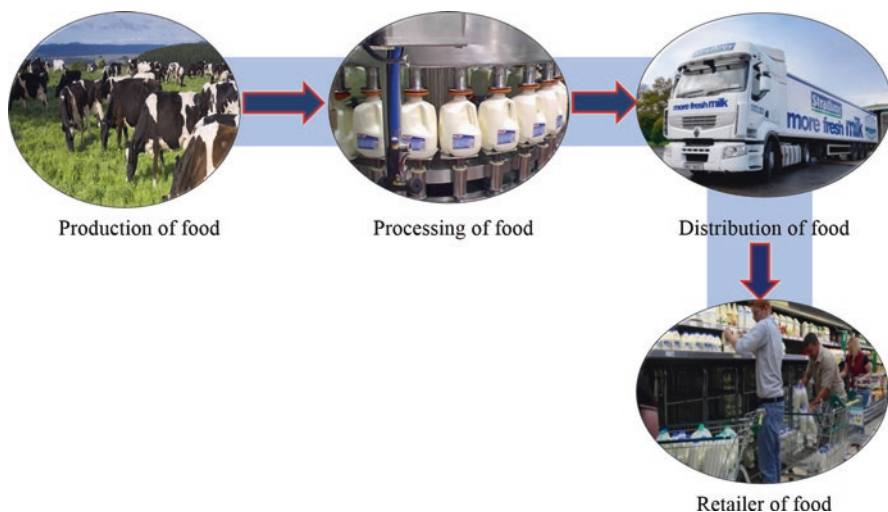 Production of food
Processing of food
Distribution of food
more fresh milk
more fresh milk
Retailer of food